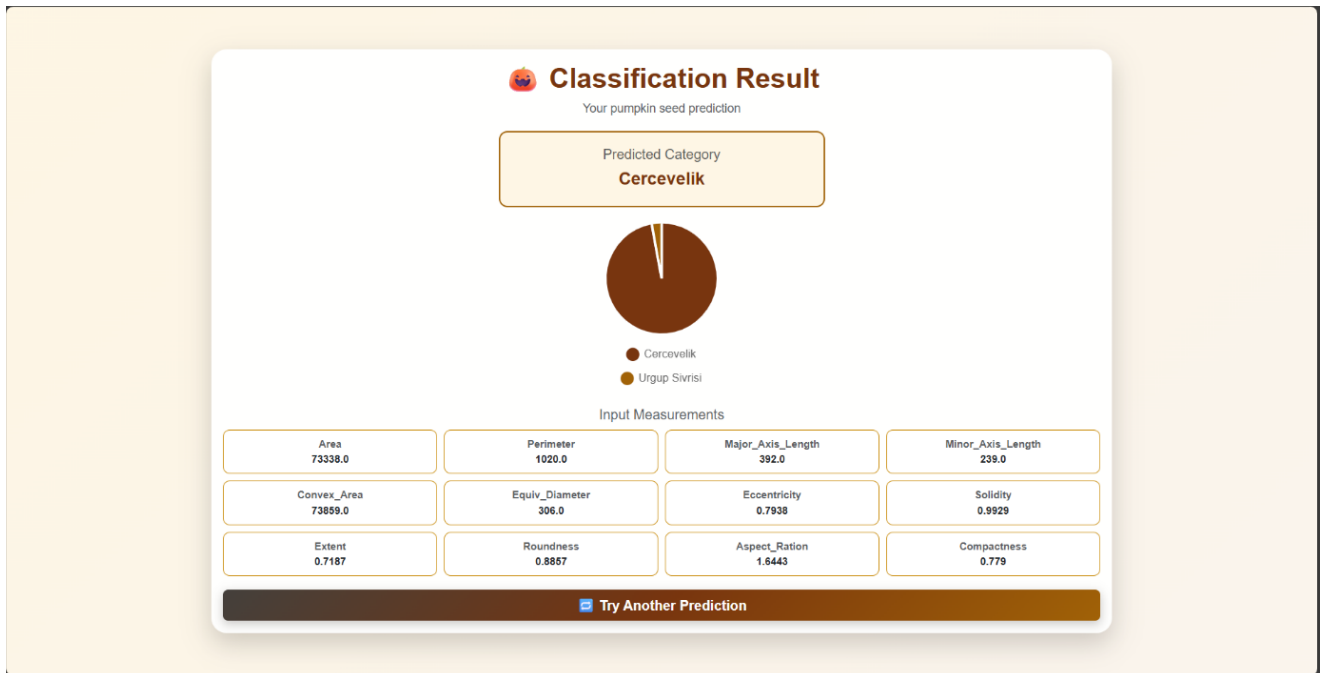 Classification Result
Your pumpkin seed prediction
Predicted Category
Cercevelik
Cercevelik
Urgup Sivrisi
Input Measurements
Area
73338.0
Perimeter
1020.0
Major_Axis_Length
392.0
Minor_Axis_Length
239.0
Convex_Area
73859.0
Equiv_Diameter
306.0
Eccentricity
0.7938
Solidity
0.9929
Extent
0.7187
Roundness
0.8857
Aspect_Ration
1.6443
Compactness
0.779
Try Another Prediction